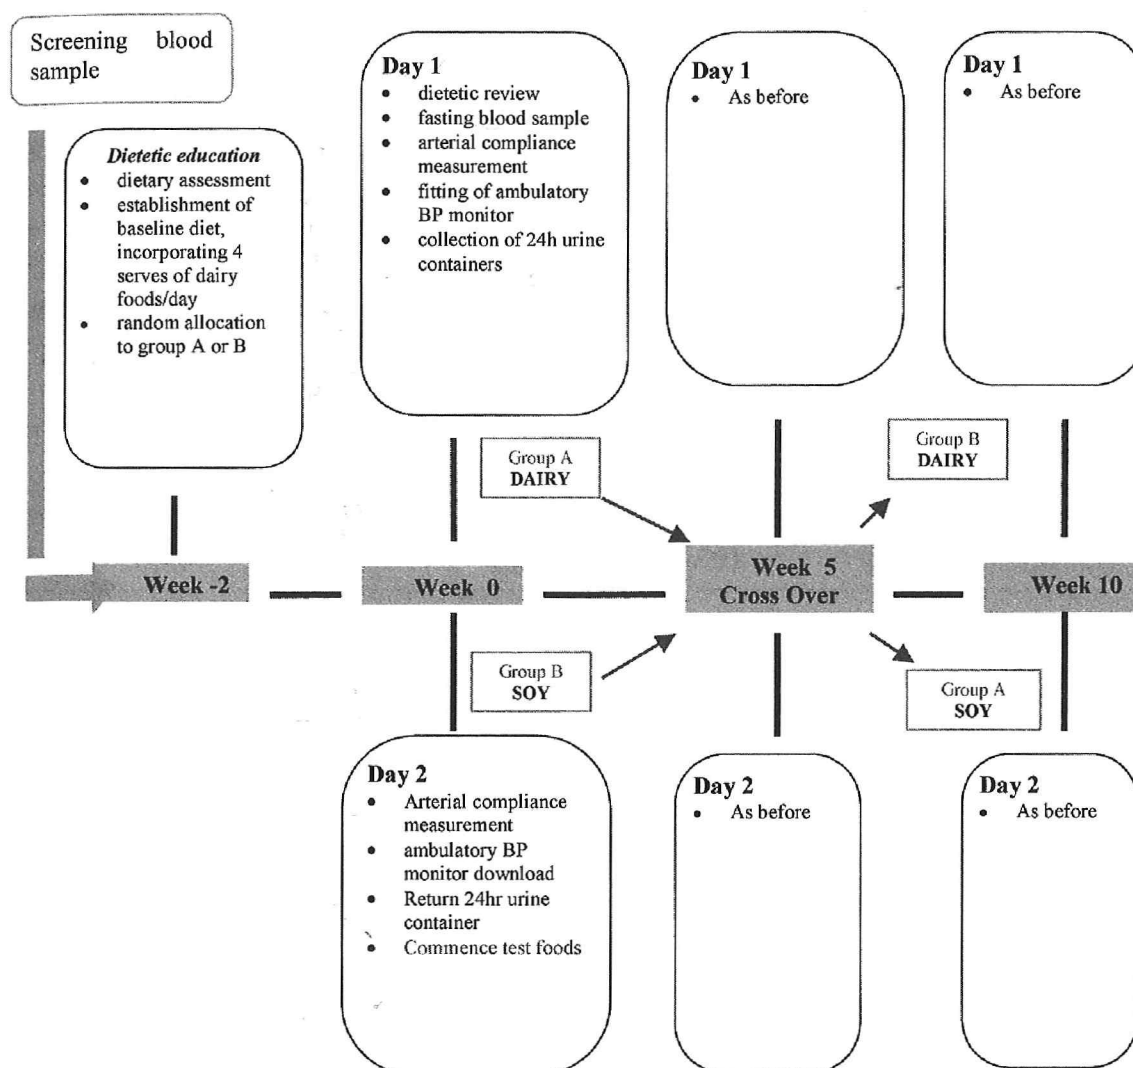 Screening blood
sample
Dietetic education
• dietary assessment
• establishment of
baseline diet,
incorporating 4
serves of dairy
foods/day
• random allocation
to group A or B
Day 1
• dietetic review
• fasting blood sample
• arterial compliance
measurement
• fitting of ambulatory
BP monitor
• collection of 24h urine
containers
Day 1
• As before
Day 1
• As before
Group A
DAIRY
Group B
DAIRY
Week -2
Week 0
Week 5
Cross Over
Week 10
Group B
SOY
Group A
SOY
Day 2
• Arterial compliance
measurement
• ambulatory BP
monitor download
• Return 24hr urine
container
• Commence test foods
Day 2
• As before
Day 2
• As before